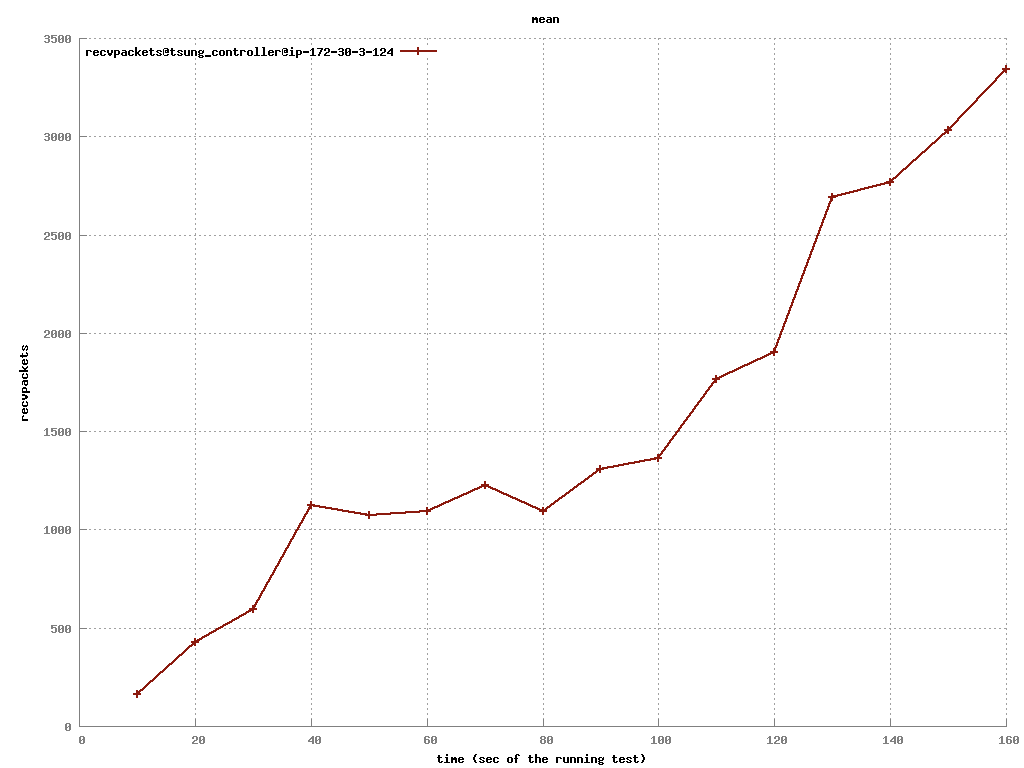 mean
3500
recvpackets@tsung_controller@ip-172-30-3-124
3000
2500
2000
recvpackets
1500
1000
500
0
0 20 40 60 80 100 120 140 160
time (sec of the running test)